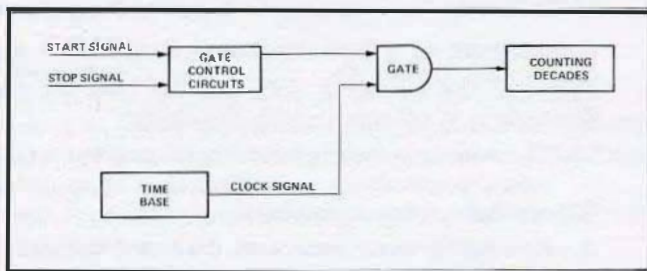 START SIGNAL
STOP SIGNAL
GATE
CONTROL
CIRCUITS
GATE
COUNTING
DECADES
TIME
BASE
CLOCK SIGNAL